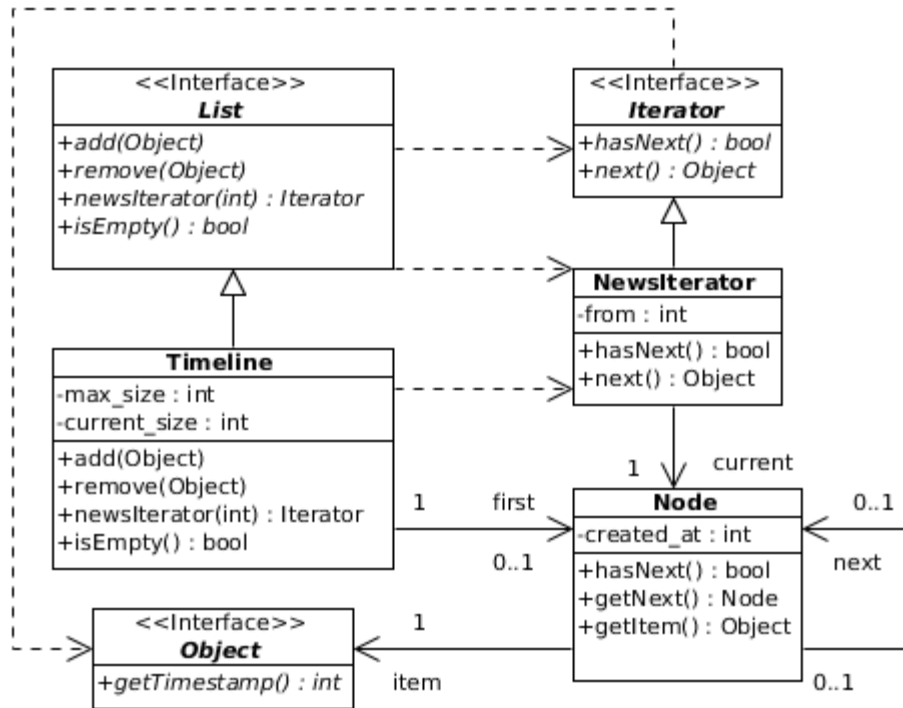 <<Interface>>
List
+add(Object)
+remove(Object)
+newsIterator(int) : Iterator
+isEmpty() : bool
<<Interface>>
Iterator
+hasNext() : bool
+next() : Object
NewsIterator
-from : int
+hasNext() : bool
+next() : Object
Timeline
-max_size : int
-current_size : int
+add(Object)
+remove(Object)
+newsIterator(int) : Iterator
+isEmpty() : bool
1
current
1
first
0..1
Node
-created_at : int
+hasNext() : bool
+getNext() : Node
+getItem() : Object
0..1
next
0..1
<<Interface>>
Object
+getTimestamp() : int
1
item